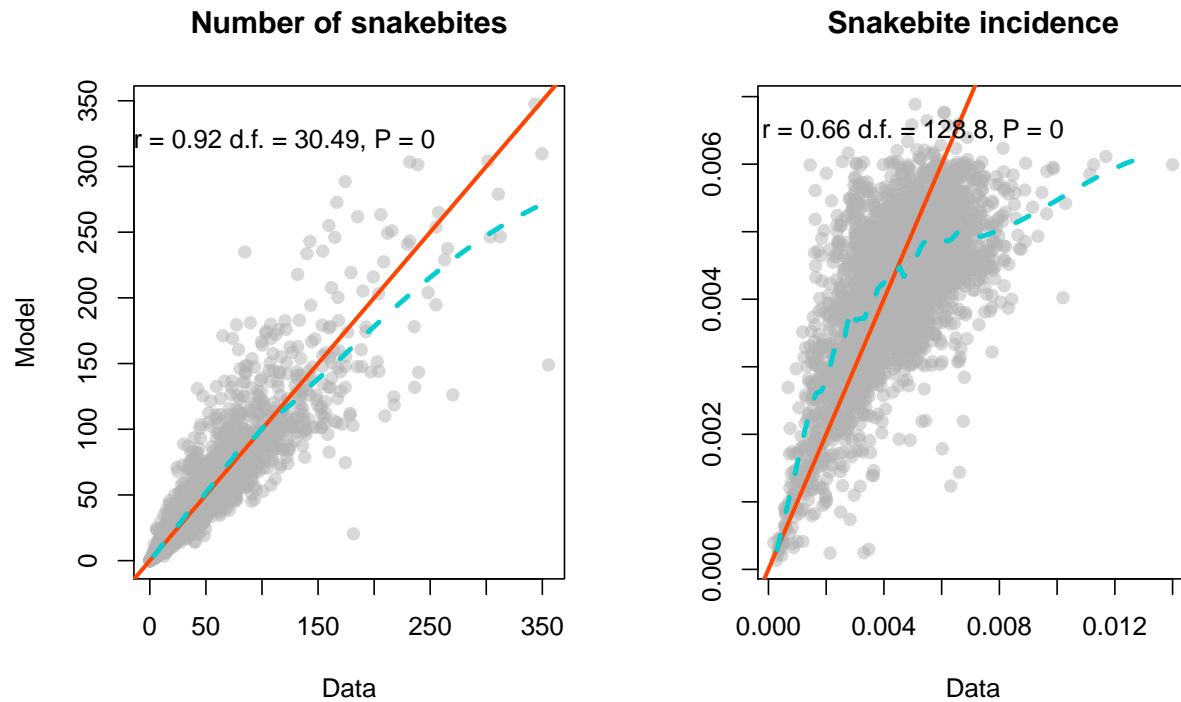 Number of snakebites
r = 0.92 d.f. = 30.49, P = 0
Model
0
50
100
150
200
250
300
350
0 50 150 250 350
Data
Snakebite incidence
r = 0.66 d.f. = 128.8, P = 0
0.000
0.002
0.004
0.006
0.000 0.004 0.008 0.012
Data